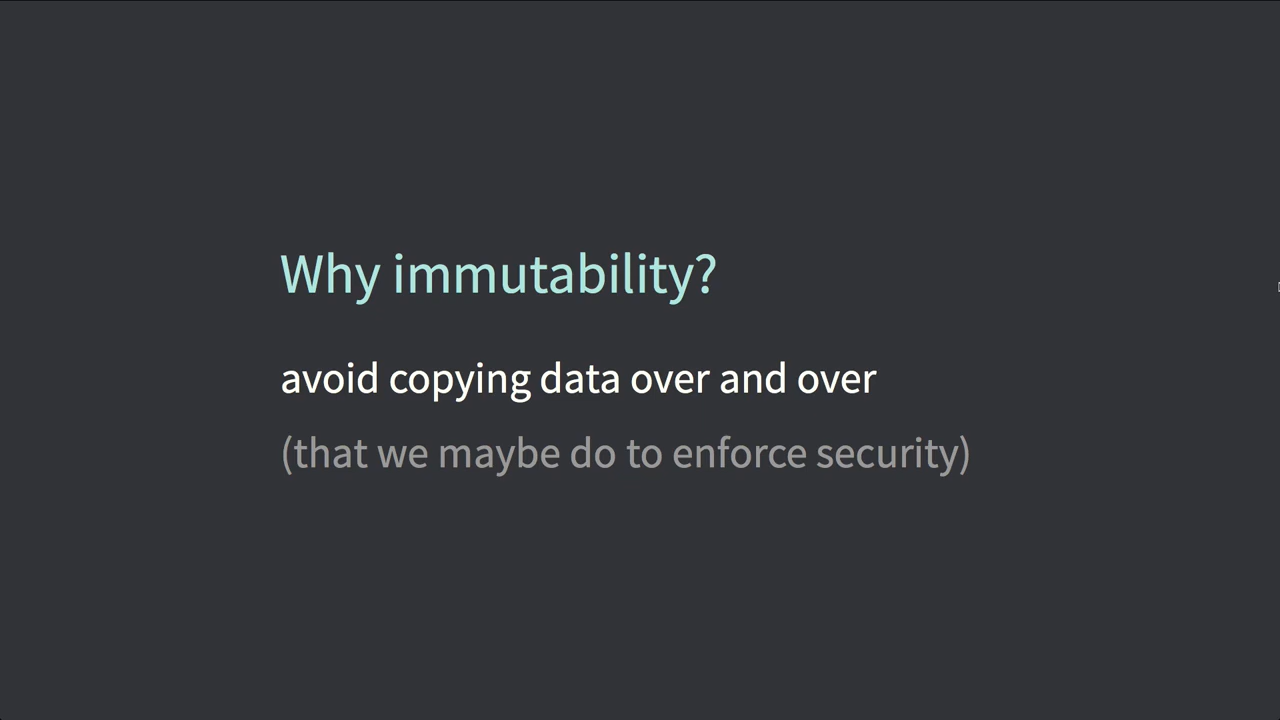 Why immutability?
avoid copying data over and over
(that we maybe do to enforce security)